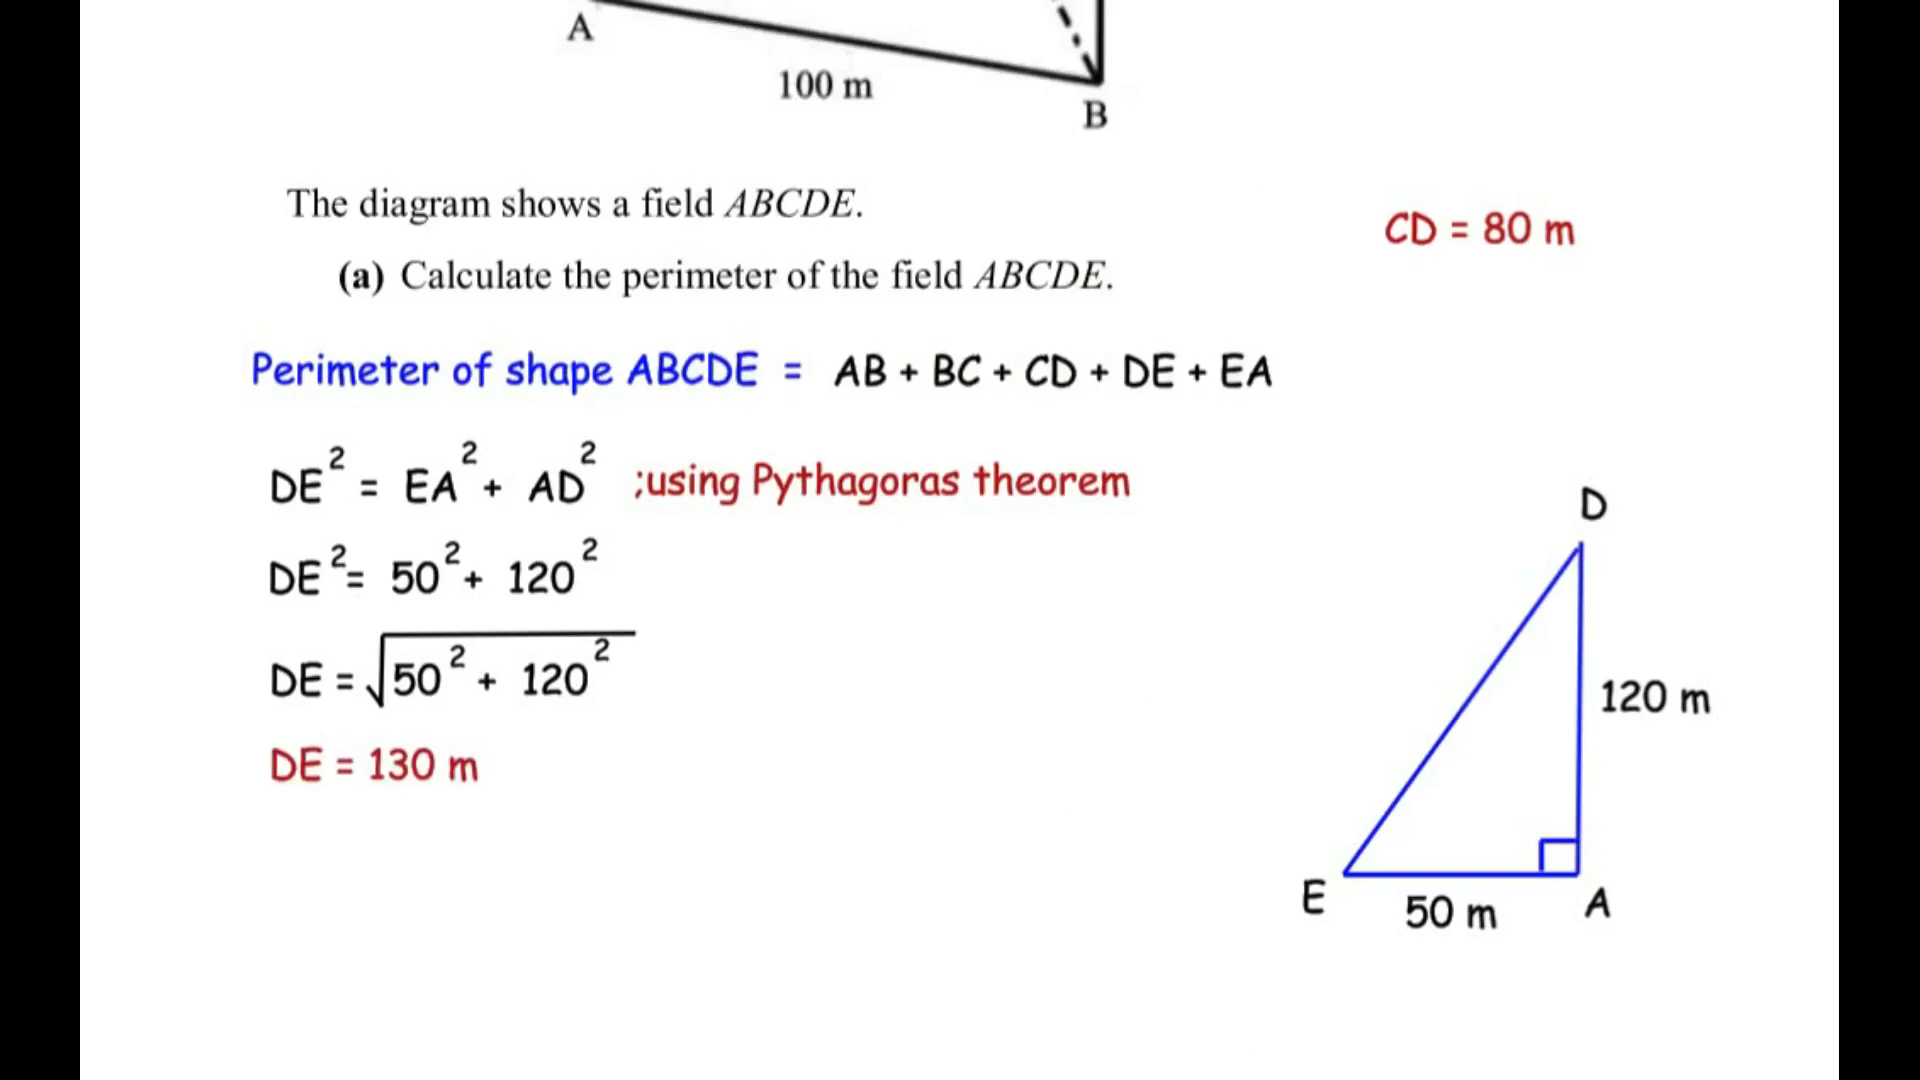 A
100 m
B
The diagram shows a field ABCDE.
CD = 80 m
(a) Calculate the perimeter of the field ABCDE.
Perimeter of shape ABCDE = AB + BC + CD + DE + EA
DE² = EA² + AD² ;using Pythagoras theorem
DE² = 50² + 120²
DE = √50² + 120²
DE = 130 m
D
120 m
E
50 m
A